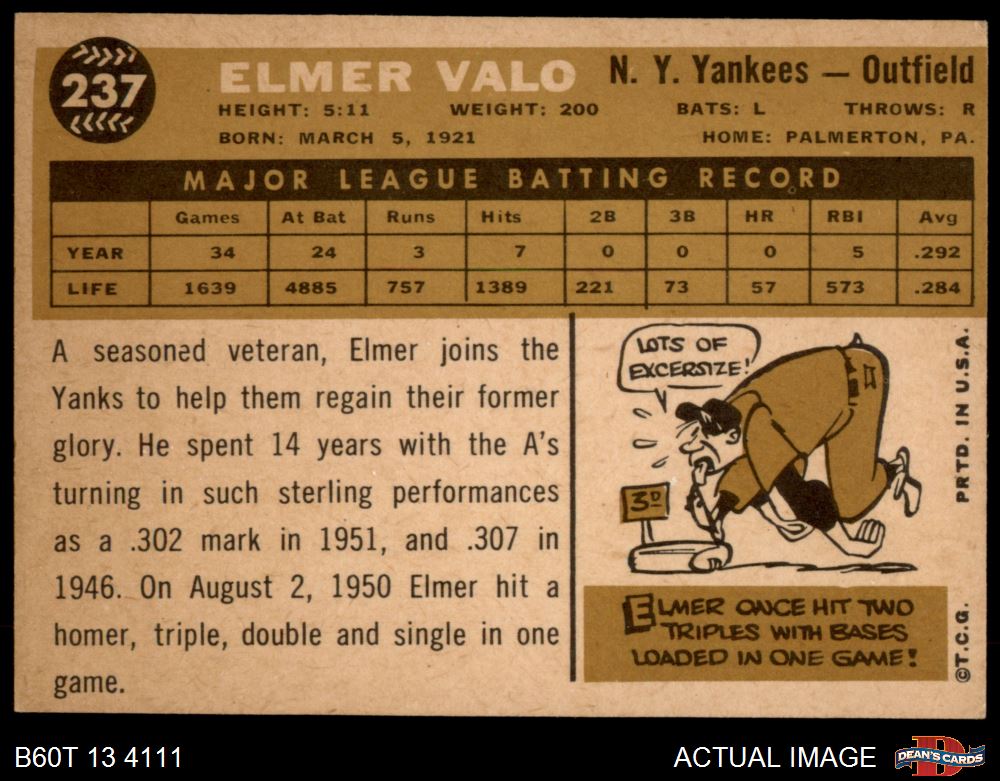 237
ELMER VALO N. Y. Yankees — Outfield
HEIGHT: 5:11 WEIGHT: 200 BATS: L THROWS: R
BORN: MARCH 5, 1921 HOME: PALMERTON, PA.
MAJOR LEAGUE BATTING RECORD
Games At Bat Runs Hits 2B 3B HR RBI Avg
YEAR 34 24 3 7 0 0 0 5 .292
LIFE 1639 4885 757 1389 221 73 57 573 .284
A seasoned veteran, Elmer joins the
Yanks to help them regain their former
glory. He spent 14 years with the A's
turning in such sterling performances
as a .302 mark in 1951, and .307 in
1946. On August 2, 1950 Elmer hit a
homer, triple, double and single in one
game.
LOTS OF
EXCERSIZE!
3D
ELMER ONCE HIT TWO
TRIPLES WITH BASES
LOADED IN ONE GAME!
PRTD. IN U.S.A.
©T.C.G.
B60T 13 4111
ACTUAL IMAGE
D
DEAN'S CARDS